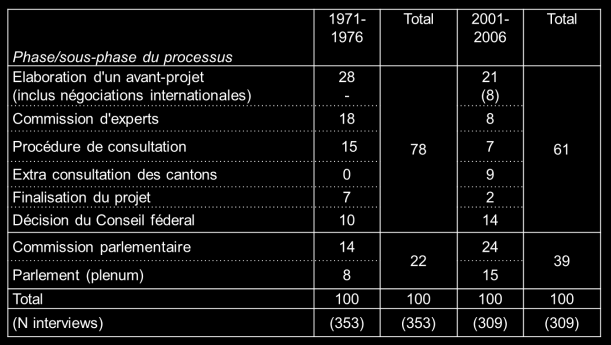 Phase/sous-phase du processus 1971-1976 Total 2001-2006 Total
Elaboration d'un avant-projet 28 21
(inclus négociations internationales) - (8)
Commission d'experts 18 8
Procédure de consultation 15 78 7 61
Extra consultation des cantons 0 9
Finalisation du projet 7 2
Décision du Conseil féderal 10 14
Commission parlementaire 14 22 24 39
Parlement (plenum) 8 15
Total 100 100 100 100
(N interviews) (353) (353) (309) (309)